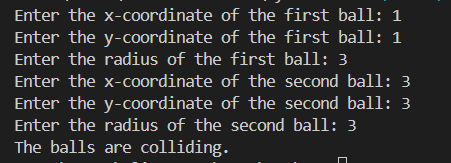 Enter the x-coordinate of the first ball: 1
Enter the y-coordinate of the first ball: 1
Enter the radius of the first ball: 3
Enter the x-coordinate of the second ball: 3
Enter the y-coordinate of the second ball: 3
Enter the radius of the second ball: 3
The balls are colliding.